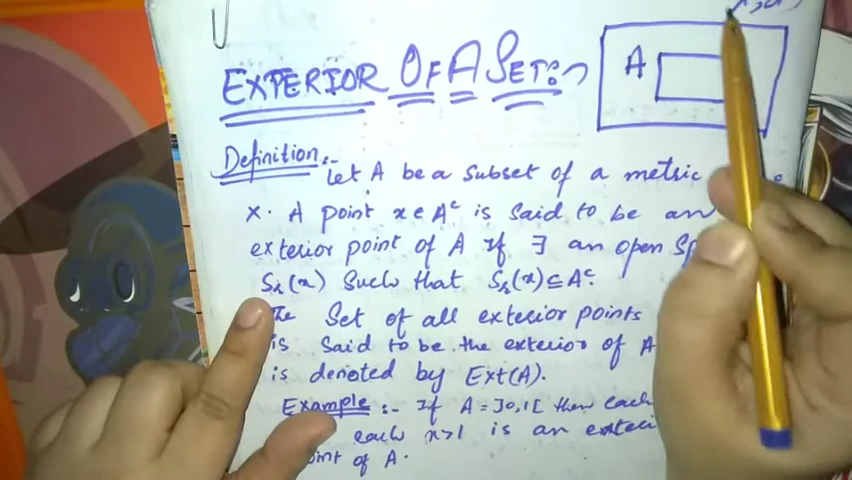 EXTERIOR OF A SET:-
A
Definition:- Let A be a subset of a metric
X. A point x ∈ Aᶜ is said to be an
exterior point of A If ∃ an open
Sᵣ(x) Such that Sᵣ(x) ⊆ Aᶜ.
The Set of all exterior points
is said to be the exterior of A
is denoted by Ext(A).
Example:- If A = ]0,1[ then each
each x>1 is an
of A.